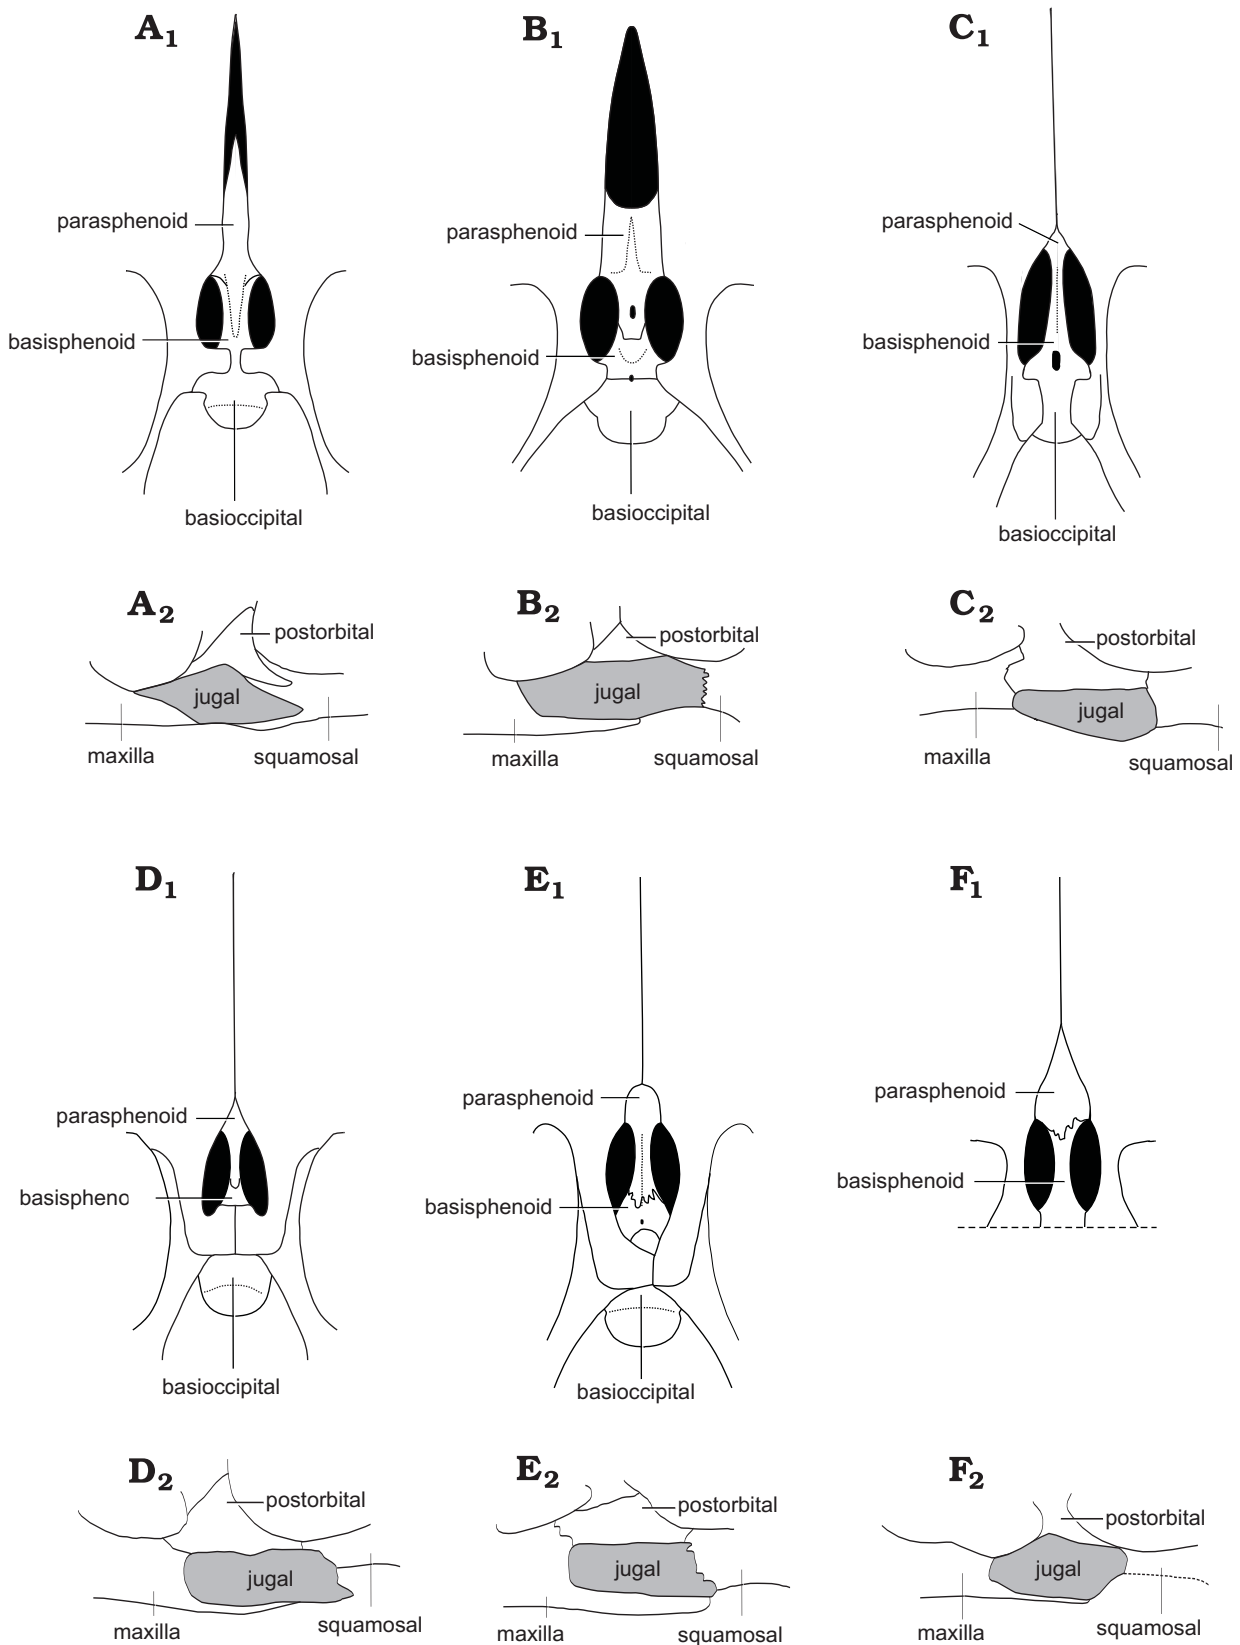 A1
B1
C1
parasphenoid
parasphenoid
parasphenoid
basisphenoid
basisphenoid
basisphenoid
basioccipital
basioccipital
basioccipital
A2
B2
C2
postorbital
postorbital
postorbital
jugal
jugal
jugal
maxilla
squamosal
maxilla
squamosal
maxilla
squamosal
D1
E1
F1
parasphenoid
parasphenoid
parasphenoid
basispheno
basisphenoid
basisphenoid
basioccipital
basioccipital
D2
E2
F2
postorbital
postorbital
postorbital
jugal
jugal
jugal
maxilla
squamosal
maxilla
squamosal
maxilla
squamosal